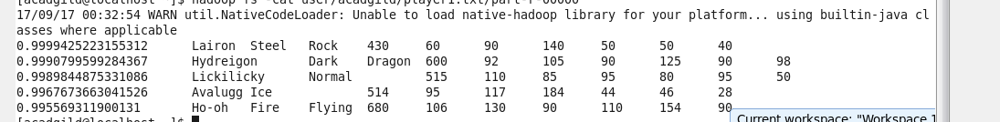 [acadgild@localhost ~]$ hadoop fs -cat user/acadgild/player1.txt/part-r-00000
17/09/17 00:32:54 WARN util.NativeCodeLoader: Unable to load native-hadoop library for your platform... using builtin-java cl
asses where applicable
0.9999425223155312 Lairon Steel Rock 430 60 90 140 50 50 40
0.9990799599284367 Hydreigon Dark Dragon 600 92 105 90 125 90 98
0.9989844875331086 Lickilicky Normal 515 110 85 95 80 95 50
0.996767366304​1526 Avalugg Ice 514 95 117 184 44 46 28
0.995569311900131 Ho-oh Fire Flying 680 106 130 90 110 154 90
[acadgild@localhost ~]$
Current workspace: "Workspace 1